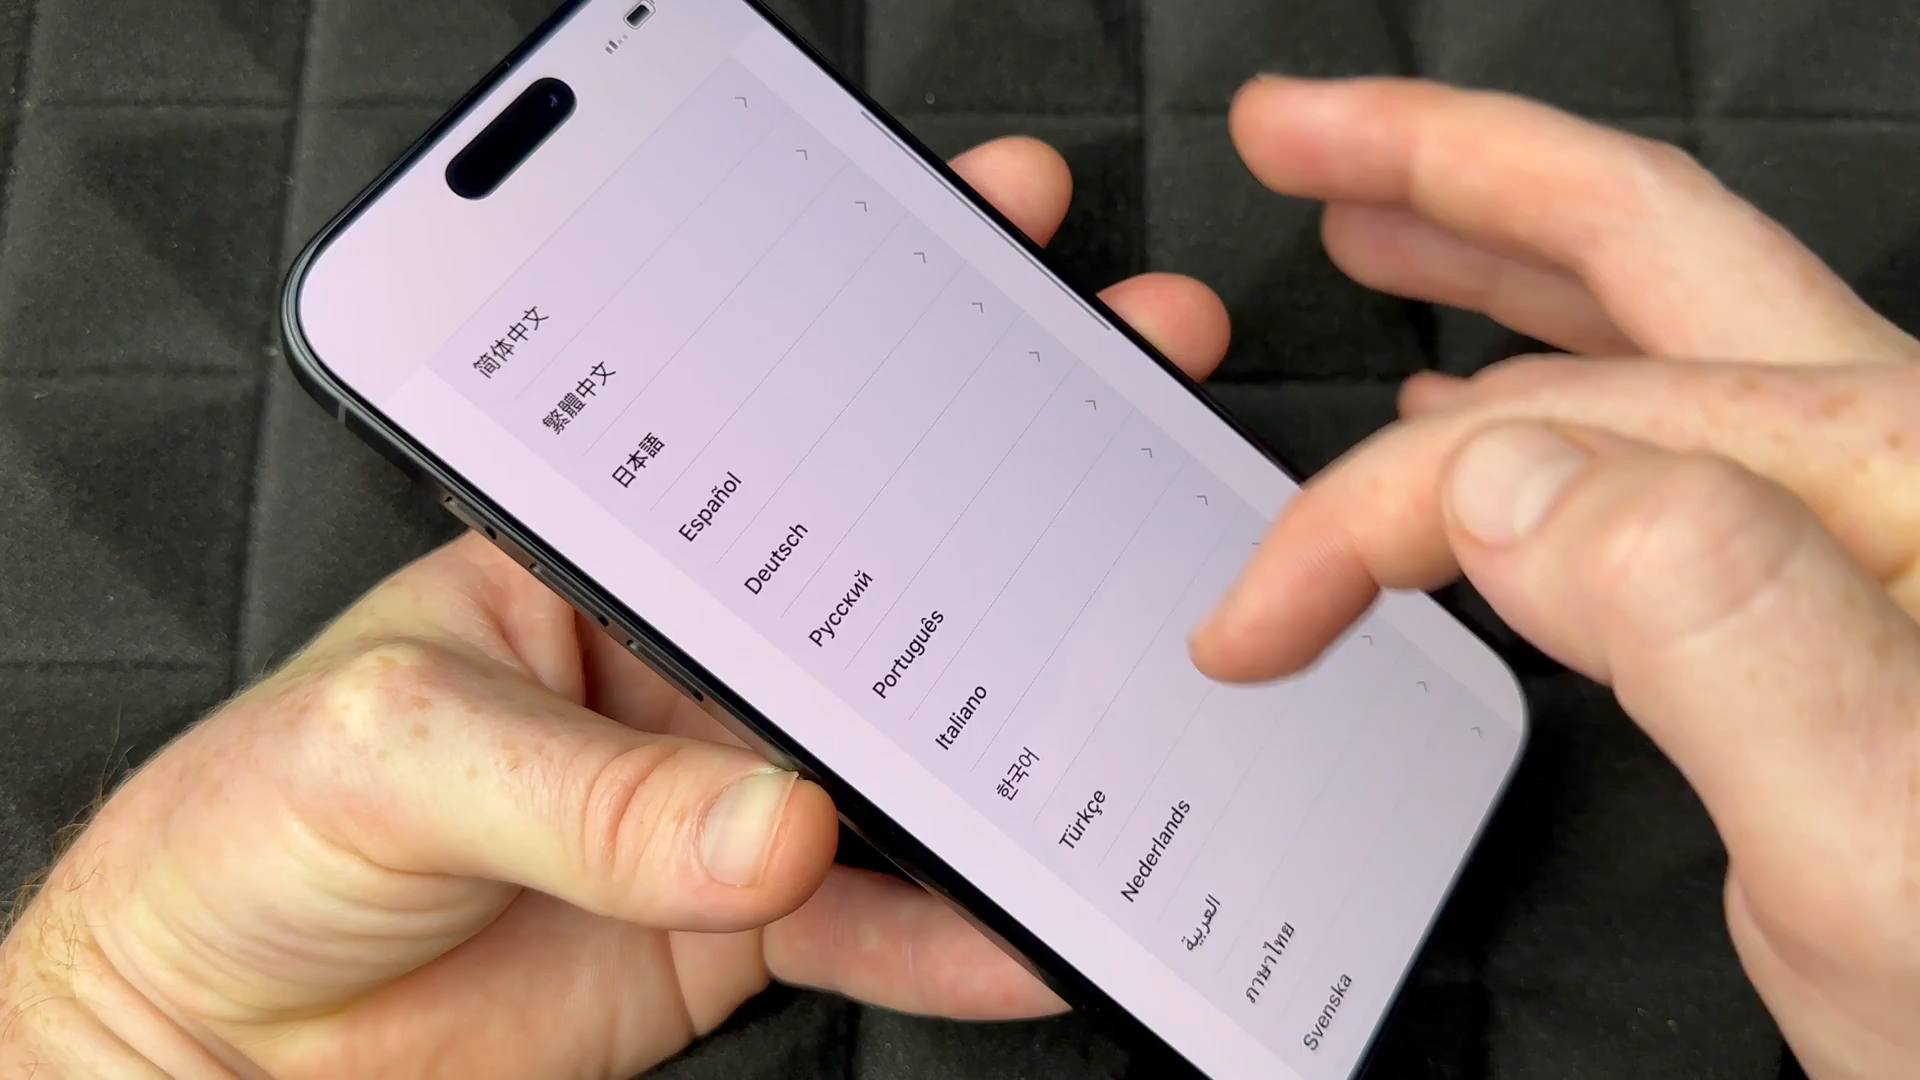 简体中文
繁體中文
日本語
Español
Deutsch
Русский
Português
Italiano
한국어
Türkçe
Nederlands
العربية
ภาษาไทย
Svenska